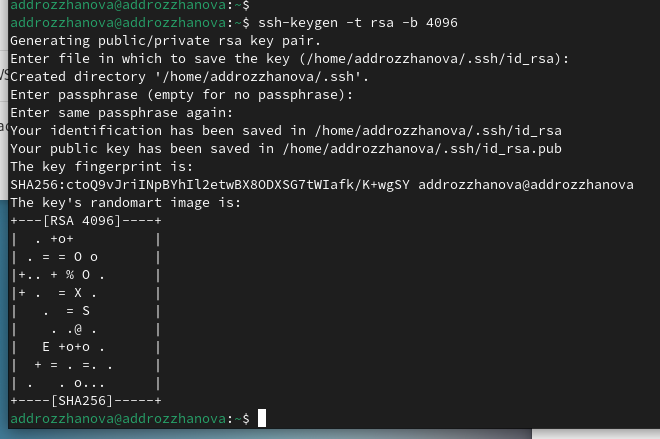 addrozzhanova@addrozzhanova:~$
addrozzhanova@addrozzhanova:~$ ssh-keygen -t rsa -b 4096
Generating public/private rsa key pair.
Enter file in which to save the key (/home/addrozzhanova/.ssh/id_rsa):
Created directory '/home/addrozzhanova/.ssh'.
Enter passphrase (empty for no passphrase):
Enter same passphrase again:
Your identification has been saved in /home/addrozzhanova/.ssh/id_rsa
Your public key has been saved in /home/addrozzhanova/.ssh/id_rsa.pub
The key fingerprint is:
SHA256:ctoQ9vJriINpBYhIl2etwBX8ODXSG7tWIafk/K+wgSY addrozzhanova@addrozzhanova
The key's randomart image is:
+---[RSA 4096]----+
|  . +o+          |
| . = = O o       |
|+.. + % O .      |
|+ .  = X .       |
|   .  = S        |
|    . .@ .       |
|   E +o+o .      |
|  + = . =. .     |
| .   . o...      |
+----[SHA256]-----+
addrozzhanova@addrozzhanova:~$